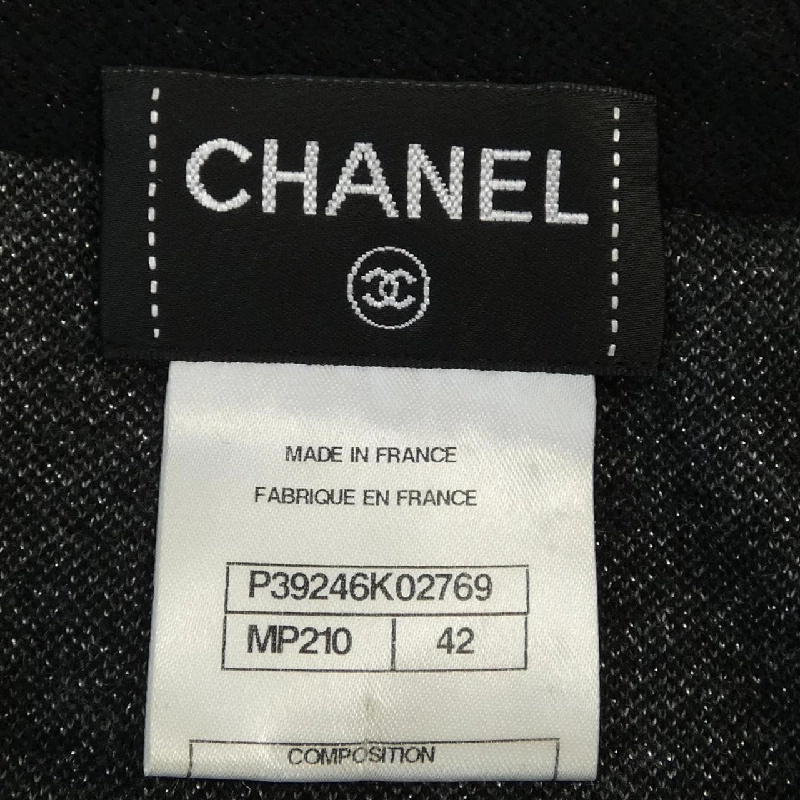 CHANEL
MADE IN FRANCE
FABRIQUE EN FRANCE
P39246K02769
MP210 42
COMPOSITION